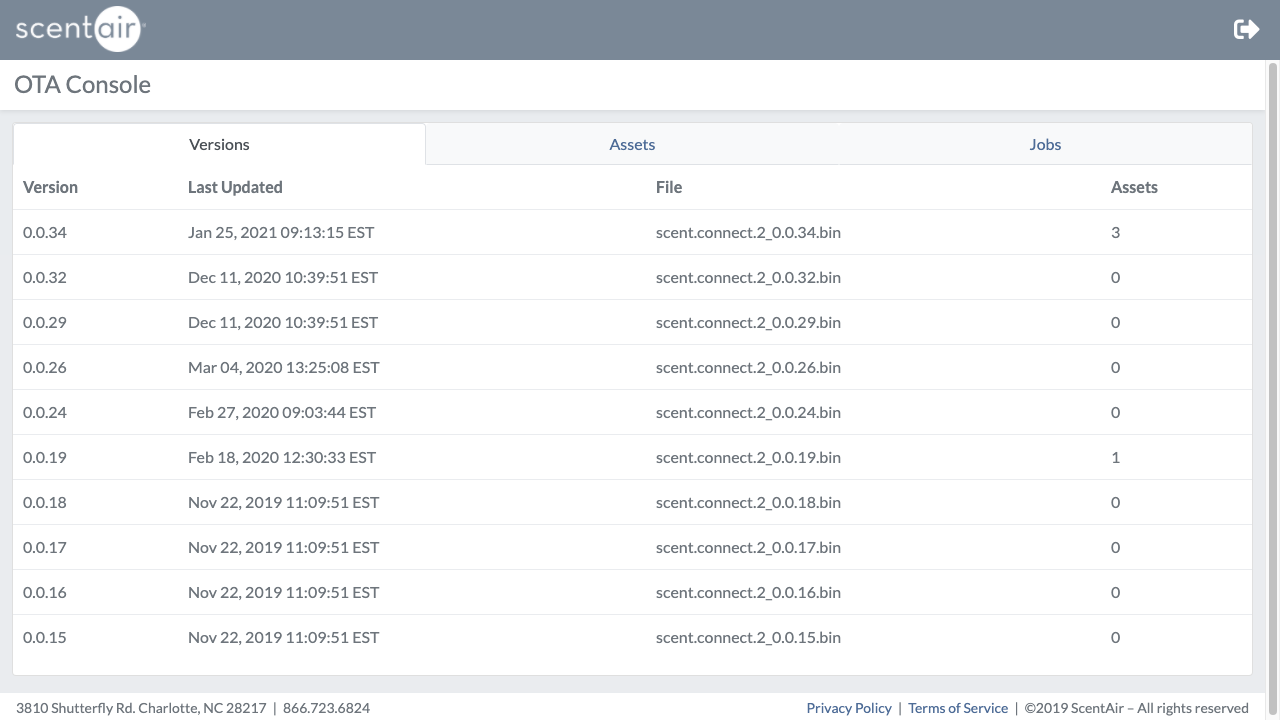 scentair
OTA Console
Versions Assets Jobs
Version Last Updated File Assets
0.0.34 Jan 25, 2021 09:13:15 EST scent.connect.2_0.0.34.bin 3
0.0.32 Dec 11, 2020 10:39:51 EST scent.connect.2_0.0.32.bin 0
0.0.29 Dec 11, 2020 10:39:51 EST scent.connect.2_0.0.29.bin 0
0.0.26 Mar 04, 2020 13:25:08 EST scent.connect.2_0.0.26.bin 0
0.0.24 Feb 27, 2020 09:03:44 EST scent.connect.2_0.0.24.bin 0
0.0.19 Feb 18, 2020 12:30:33 EST scent.connect.2_0.0.19.bin 1
0.0.18 Nov 22, 2019 11:09:51 EST scent.connect.2_0.0.18.bin 0
0.0.17 Nov 22, 2019 11:09:51 EST scent.connect.2_0.0.17.bin 0
0.0.16 Nov 22, 2019 11:09:51 EST scent.connect.2_0.0.16.bin 0
0.0.15 Nov 22, 2019 11:09:51 EST scent.connect.2_0.0.15.bin 0
3810 Shutterfly Rd. Charlotte, NC 28217 | 866.723.6824 Privacy Policy | Terms of Service | ©2019 ScentAir – All rights reserved